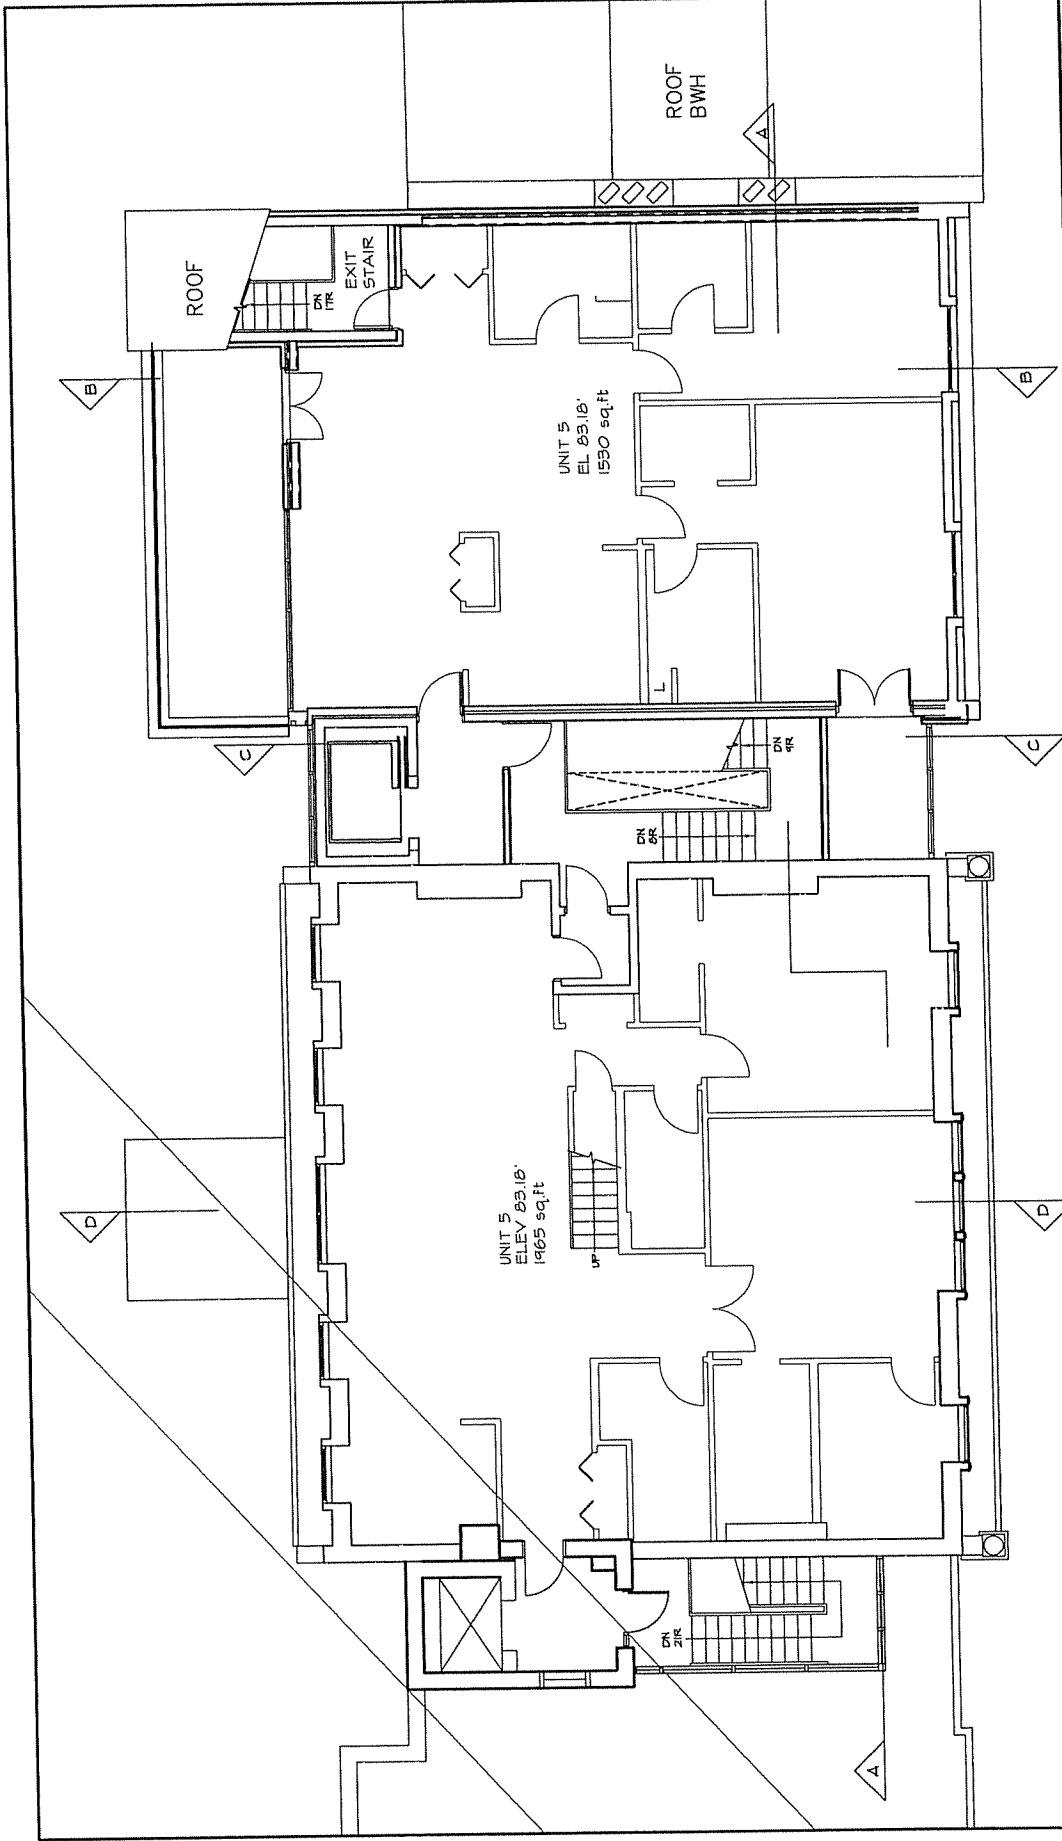 ROOF
BWH
A
ROOF
EXIT
STAIR
DN
17R
B
B
UNIT 5
EL 83.18'
1530 sq.ft
L
C
C
DN
9R
DN
8R
UNIT 5
ELEV 83.18'
1965 sq.ft
UP
D
D
DN
21R
A